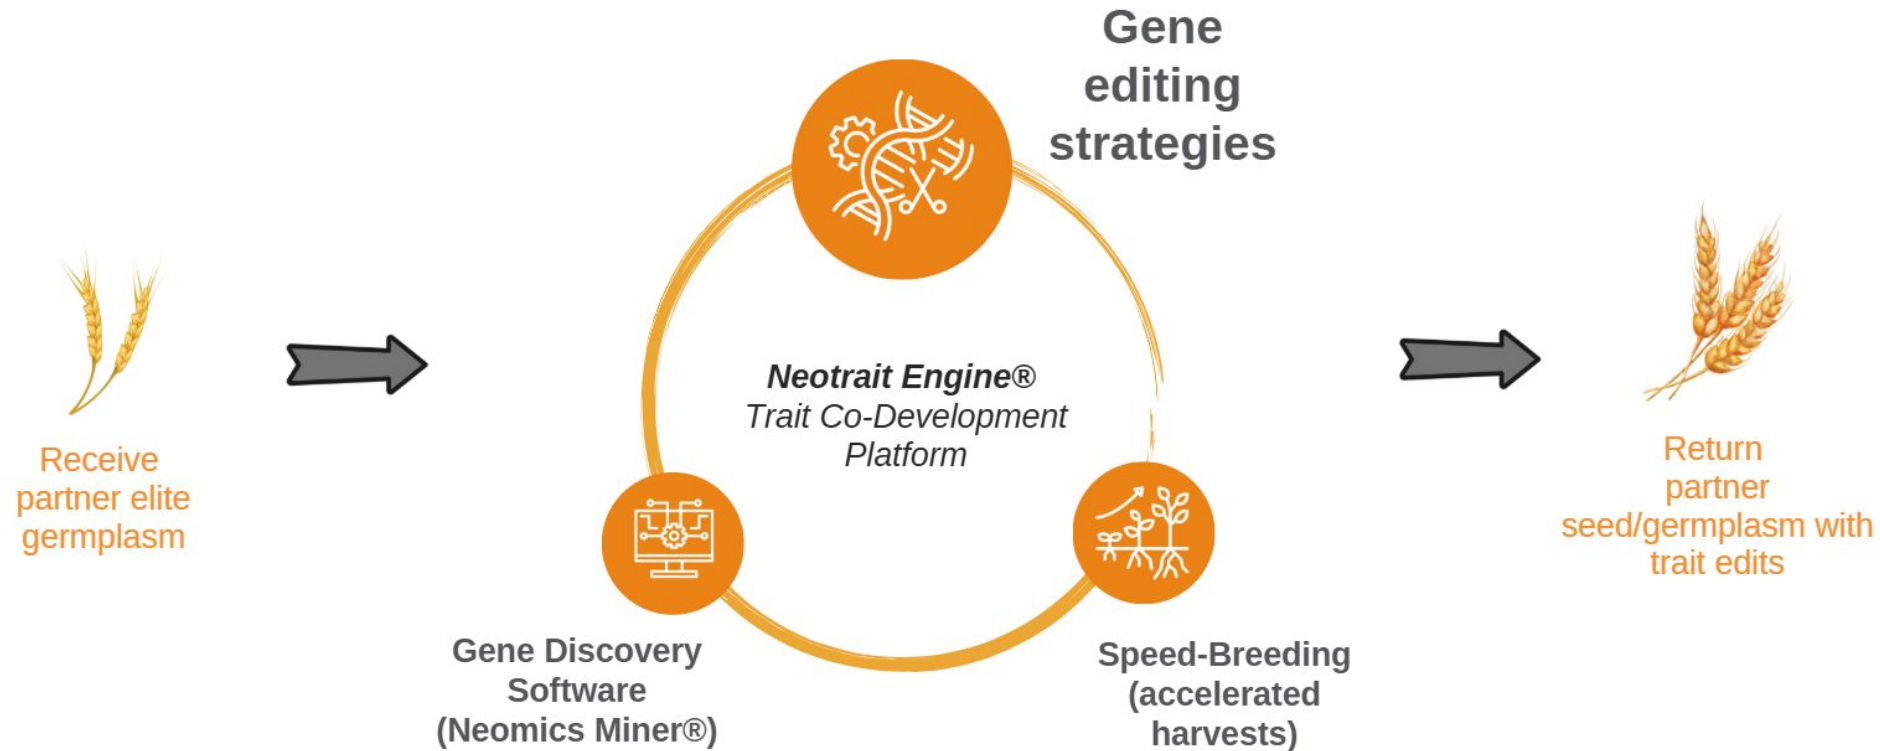 Gene
editing
strategies
Neotrait Engine®
Trait Co-Development
Platform
Receive
partner elite
germplasm
Return
partner
seed/germplasm with
trait edits
Gene Discovery
Software
(Neomics Miner®)
Speed-Breeding
(accelerated
harvests)